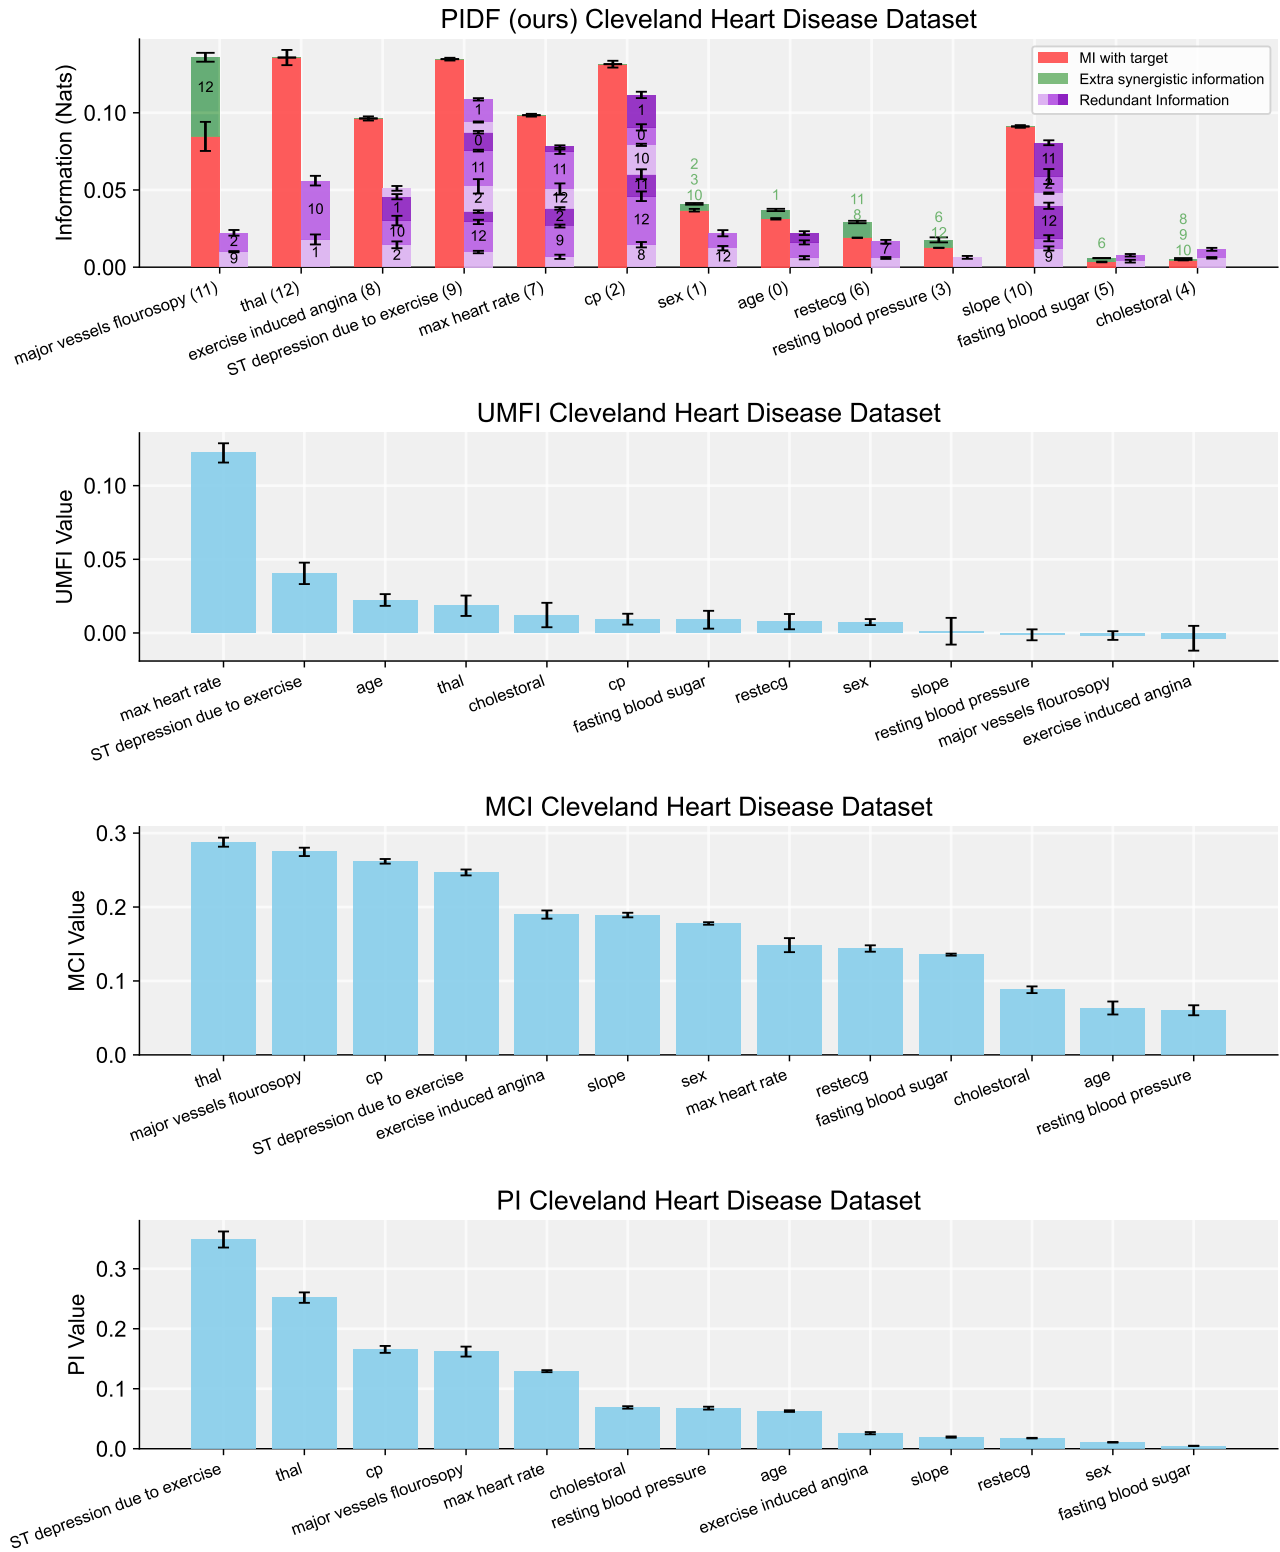 PIDF (ours) Cleveland Heart Disease Dataset
Information (Nats)
0.10
0.05
0.00
MI with target
Extra synergistic information
Redundant Information
12
2
9
10
1
1
10
2
1
0
11
2
12
11
12
2
9
1
0
10
11
12
8
2
3
10
12
1
11
8
7
6
12
11
2
12
9
6
8
9
10
major vessels flourosopy (11)
thal (12)
exercise induced angina (8)
ST depression due to exercise (9)
max heart rate (7)
cp (2)
sex (1)
age (0)
restecg (6)
resting blood pressure (3)
slope (10)
fasting blood sugar (5)
cholestoral (4)
UMFI Cleveland Heart Disease Dataset
UMFI Value
0.10
0.05
0.00
max heart rate
ST depression due to exercise
age
thal
cholestoral
cp
fasting blood sugar
restecg
sex
slope
resting blood pressure
major vessels flourosopy
exercise induced angina
MCI Cleveland Heart Disease Dataset
MCI Value
0.3
0.2
0.1
0.0
thal
major vessels flourosopy
cp
ST depression due to exercise
exercise induced angina
slope
sex
max heart rate
restecg
fasting blood sugar
cholestoral
age
resting blood pressure
PI Cleveland Heart Disease Dataset
PI Value
0.3
0.2
0.1
0.0
ST depression due to exercise
thal
cp
major vessels flourosopy
max heart rate
cholestoral
resting blood pressure
age
exercise induced angina
slope
restecg
sex
fasting blood sugar